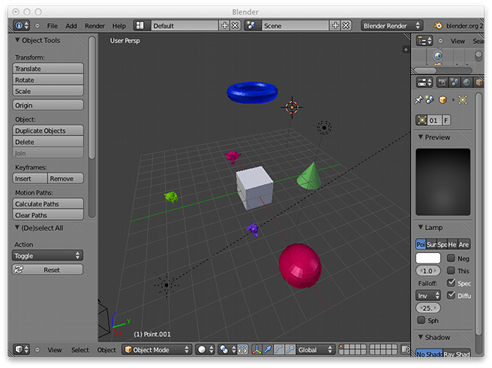 Blender
File Add Render Help
Default
Scene
Blender Render
blender.org 2
Object Tools
User Persp
View Sea
Transform:
Translate
Rotate
Scale
Origin
01 F
Object:
Duplicate Objects
Delete
Join
Preview
Keyframes:
Insert Remove
Motion Paths:
Calculate Paths
Clear Paths
(De)select All
Lamp
Action
Toggle
Reset
Poi Sur Spo He Are
Neg
1.0 This
Falloff: Spec
Inv Diffu
25.
Sph
(1) Point.001
Shadow
No Shad Ray Shad
View Select Object
Object Mode
Global